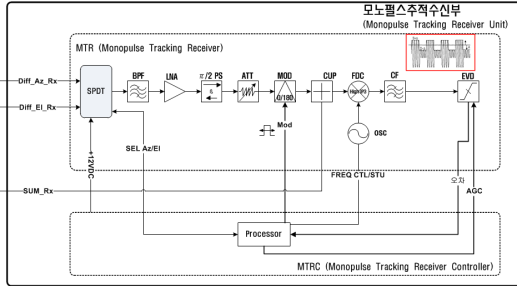 모노펄스추적수신부
(Monopulse Tracking Receiver Unit)
MTR (Monopulse Tracking Receiver)
BPF LNA π/2 PS ATT MOD CUP FDC CF EVD
Diff_Az_Rx
SPDT
&
0/180
Diff_El_Rx
Mod
OSC
SEL Az/El
+12VDC
FREQ CTL/STU
오차
AGC
SUM_Rx
Processor
MTRC (Monopulse Tracking Receiver Controller)